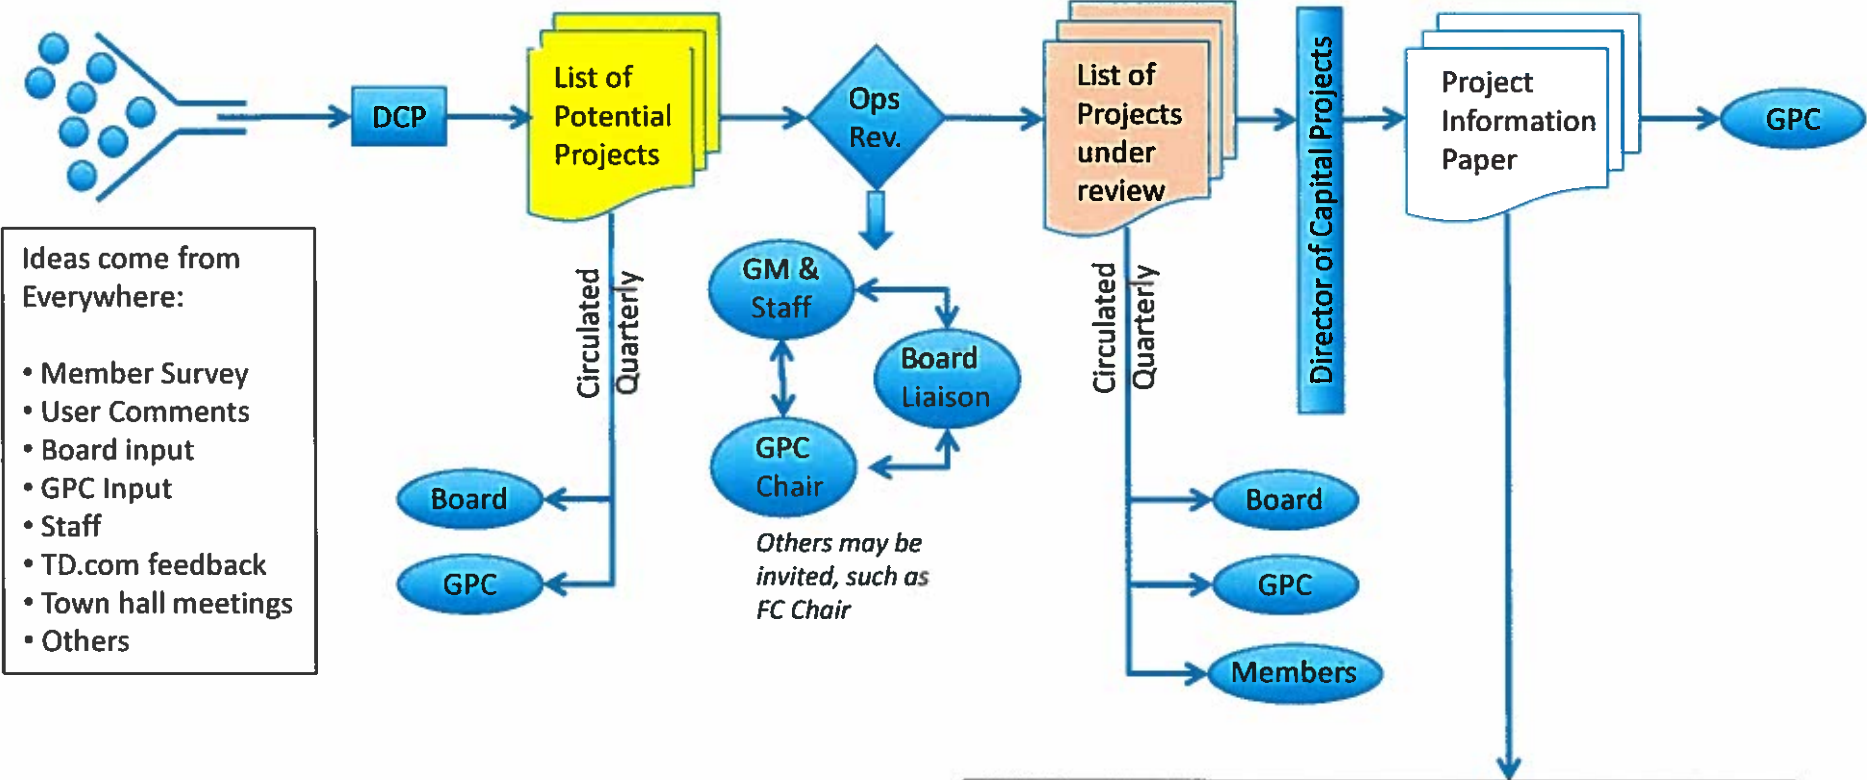 DCP
List of
Potential
Projects
Ops
Rev.
List of
Projects
under
review
Director of Capital Projects
Project
Information
Paper
GPC
Ideas come from
Everywhere:
• Member Survey
• User Comments
• Board input
• GPC Input
• Staff
• TD.com feedback
• Town hall meetings
• Others
Circulated
Quarterly
Board
GPC
GM &
Staff
Board
Liaison
GPC
Chair
Others may be
invited, such as
FC Chair
Circulated
Quarterly
Board
GPC
Members